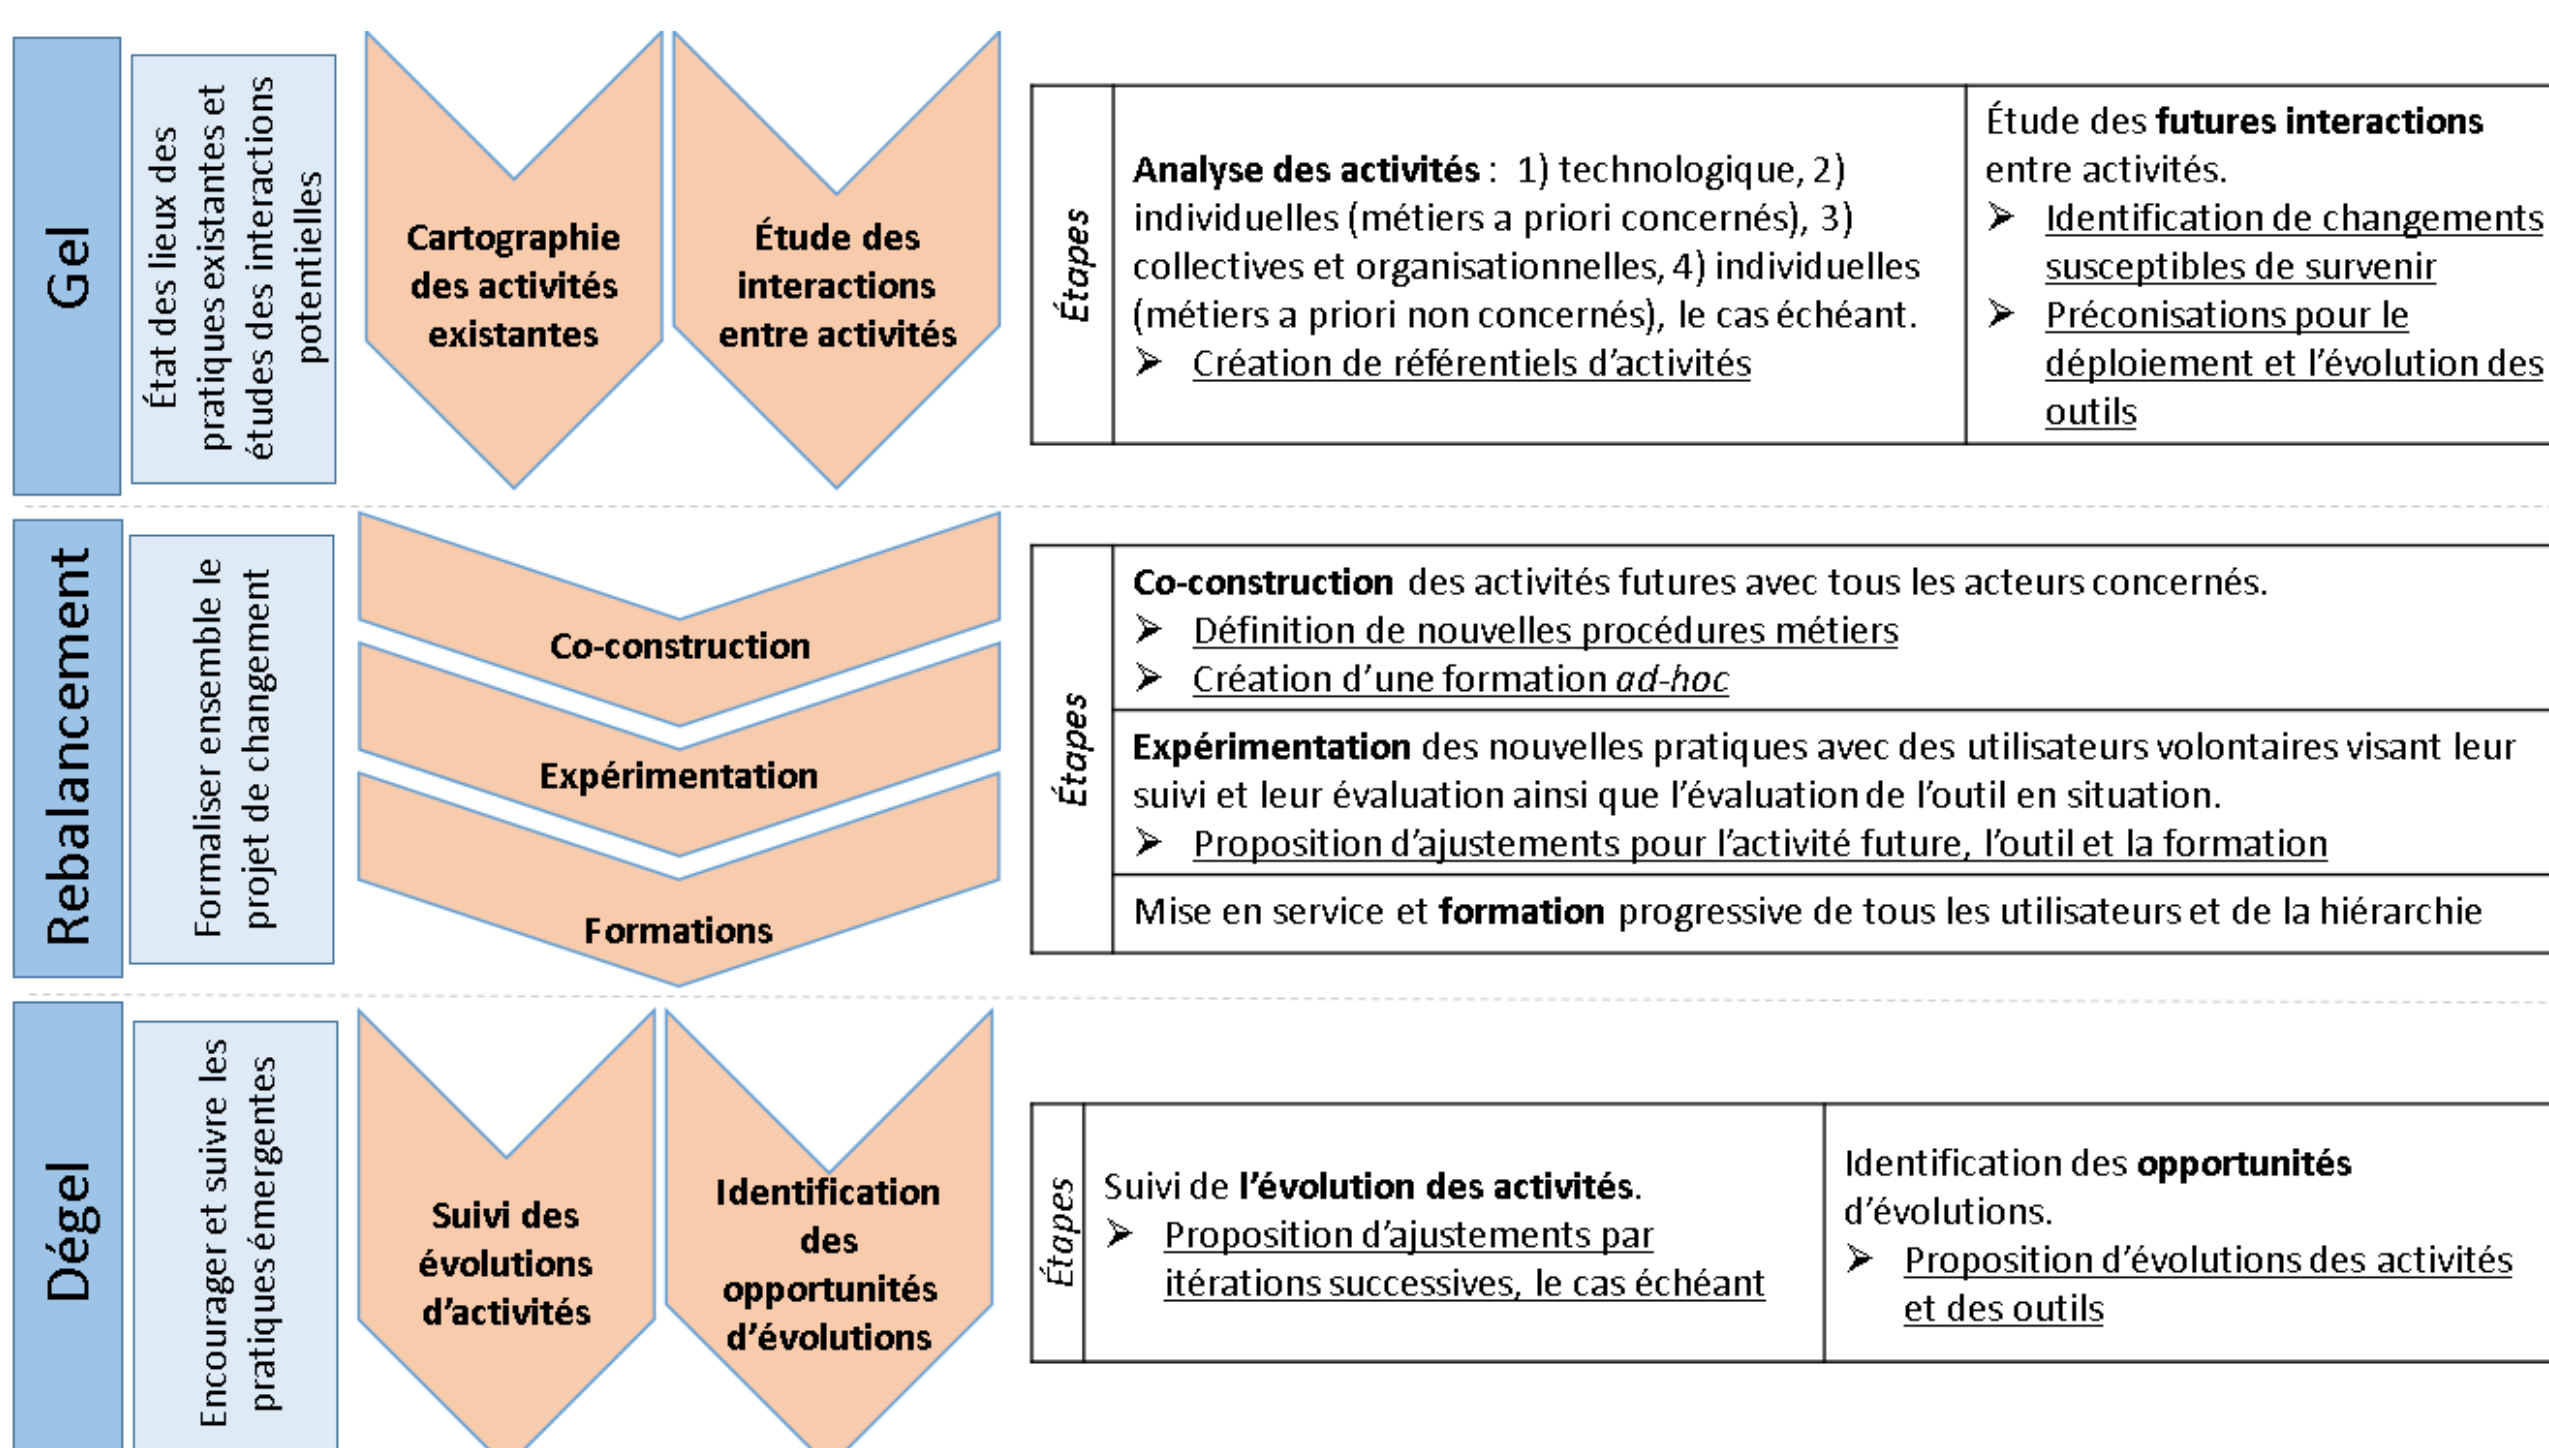 Gel
État des lieux des
pratiques existantes et
études des interactions
potentielles
Cartographie
des activités
existantes
Étude des
interactions
entre activités
Étapes
Analyse des activités : 1) technologique, 2)
individuelles (métiers a priori concernés), 3)
collectives et organisationnelles, 4) individuelles
(métiers a priori non concernés), le cas échéant.
➤ Création de référentiels d’activités
Étude des futures interactions
entre activités.
➤ Identification de changements
susceptibles de survenir
➤ Préconisations pour le
déploiement et l’évolution des
outils
Rebalancement
Formaliser ensemble le
projet de changement
Co-construction
Expérimentation
Formations
Étapes
Co-construction des activités futures avec tous les acteurs concernés.
➤ Définition de nouvelles procédures métiers
➤ Création d’une formation ad-hoc
Expérimentation des nouvelles pratiques avec des utilisateurs volontaires visant leur
suivi et leur évaluation ainsi que l’évaluation de l’outil en situation.
➤ Proposition d’ajustements pour l’activité future, l’outil et la formation
Mise en service et formation progressive de tous les utilisateurs et de la hiérarchie
Dégel
Encourager et suivre les
pratiques émergentes
Suivi des
évolutions
d’activités
Identification
des
opportunités
d’évolutions
Étapes
Suivi de l’évolution des activités.
➤ Proposition d’ajustements par
itérations successives, le cas échéant
Identification des opportunités
d’évolutions.
➤ Proposition d’évolutions des activités
et des outils